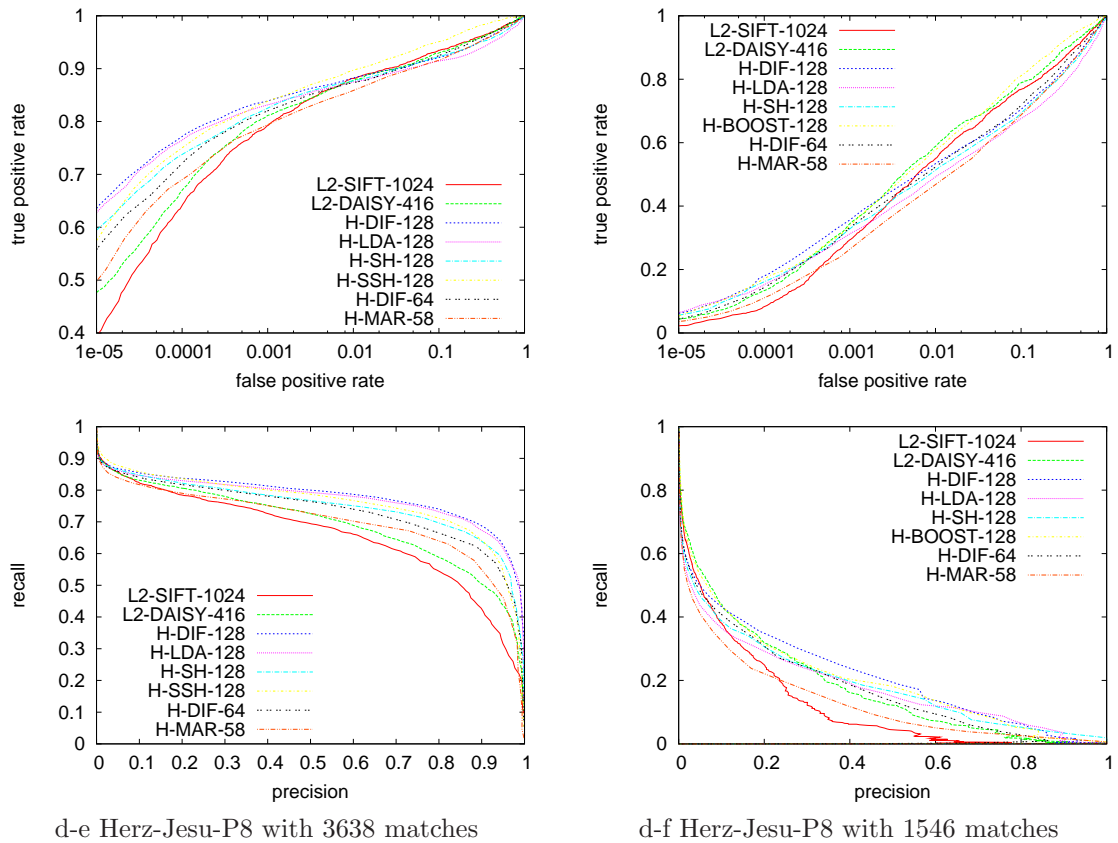 1
0.9
0.8
0.7
0.6
0.5
0.4
true positive rate
1e-05 0.0001 0.001 0.01 0.1 1
false positive rate
L2-SIFT-1024
L2-DAISY-416
H-DIF-128
H-LDA-128
H-SH-128
H-SSH-128
H-DIF-64
H-MAR-58
1
0.8
0.6
0.4
0.2
0
true positive rate
1e-05 0.0001 0.001 0.01 0.1 1
false positive rate
L2-SIFT-1024
L2-DAISY-416
H-DIF-128
H-LDA-128
H-SH-128
H-BOOST-128
H-DIF-64
H-MAR-58
1
0.9
0.8
0.7
0.6
0.5
0.4
0.3
0.2
0.1
0
recall
0 0.1 0.2 0.3 0.4 0.5 0.6 0.7 0.8 0.9 1
precision
L2-SIFT-1024
L2-DAISY-416
H-DIF-128
H-LDA-128
H-SH-128
H-SSH-128
H-DIF-64
H-MAR-58
d-e Herz-Jesu-P8 with 3638 matches
1
0.8
0.6
0.4
0.2
0
recall
0 0.2 0.4 0.6 0.8 1
precision
L2-SIFT-1024
L2-DAISY-416
H-DIF-128
H-LDA-128
H-SH-128
H-BOOST-128
H-DIF-64
H-MAR-58
d-f Herz-Jesu-P8 with 1546 matches